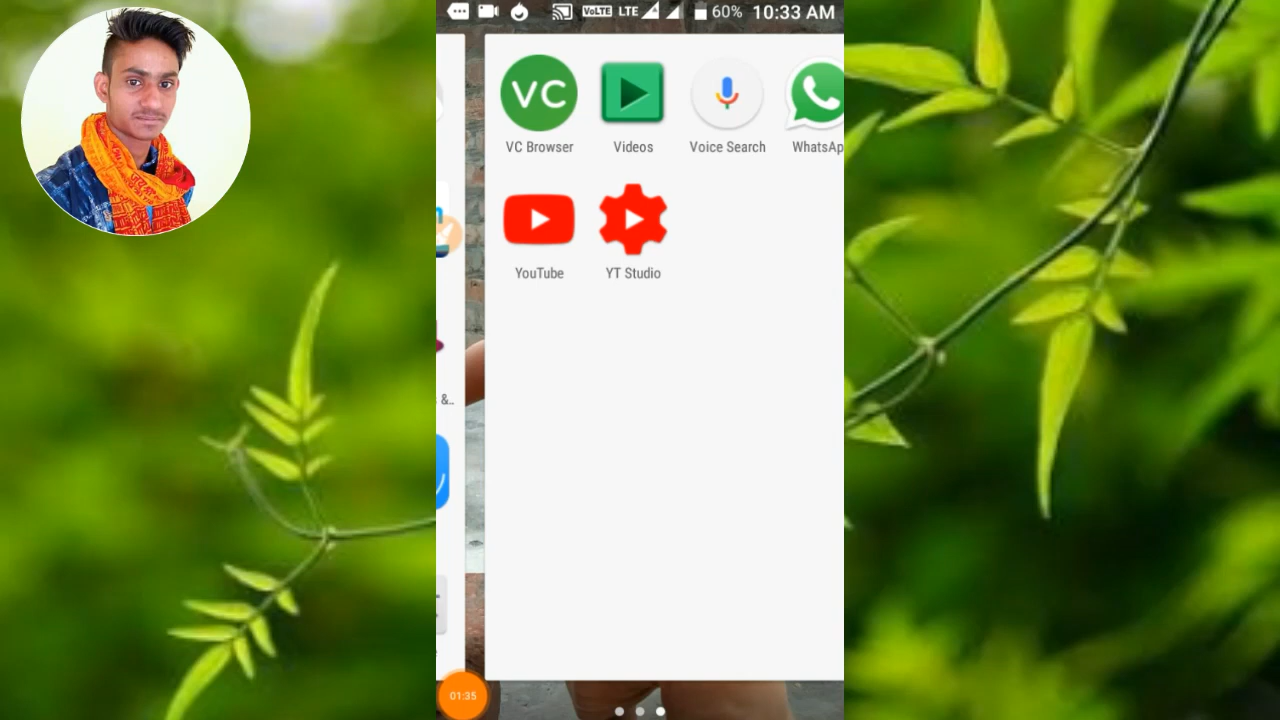 VoLTE LTE 60% 10:33 AM
VC
VC Browser Videos Voice Search WhatsAp
YouTube YT Studio
&..
01:35